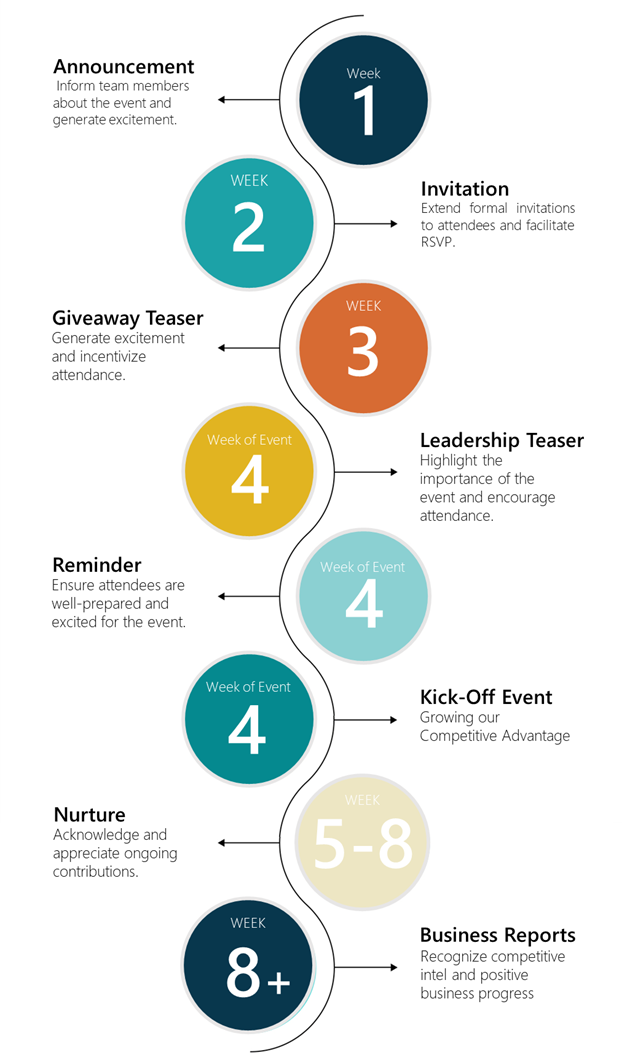 Announcement
Inform team members
about the event and
generate excitement.
Week
1
WEEK
2
Invitation
Extend formal invitations
to attendees and facilitate
RSVP.
Giveaway Teaser
Generate excitement
and incentivize
attendance.
WEEK
3
Week of Event
4
Leadership Teaser
Highlight the
importance of the
event and encourage
attendance.
Reminder
Ensure attendees are
well-prepared and
excited for the event.
Week of Event
4
Week of Event
4
Kick-Off Event
Growing our
Competitive Advantage
Nurture
Acknowledge and
appreciate ongoing
contributions.
WEEK
5-8
WEEK
8+
Business Reports
Recognize competitive
intel and positive
business progress